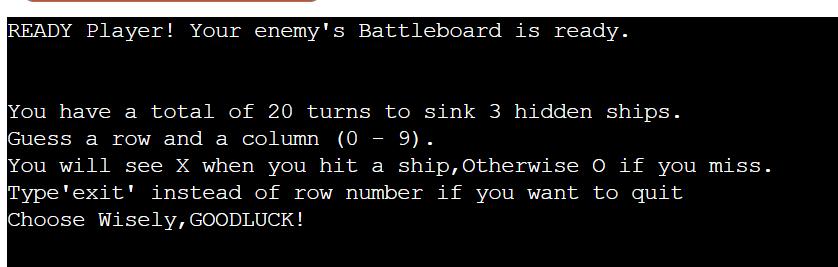 READY Player! Your enemy's Battleboard is ready.
You have a total of 20 turns to sink 3 hidden ships.
Guess a row and a column (0 - 9).
You will see X when you hit a ship,Otherwise O if you miss.
Type'exit' instead of row number if you want to quit
Choose Wisely,GOODLUCK!